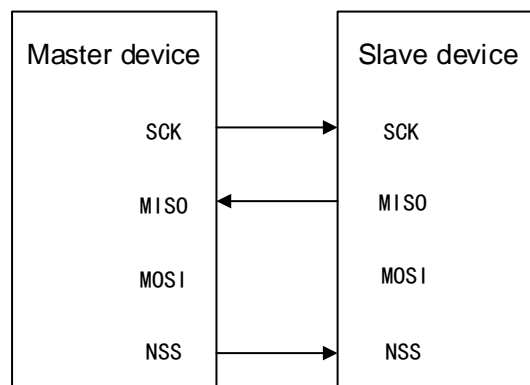 Master device
Slave device
SCK
SCK
MISO
MISO
MOSI
MOSI
NSS
NSS